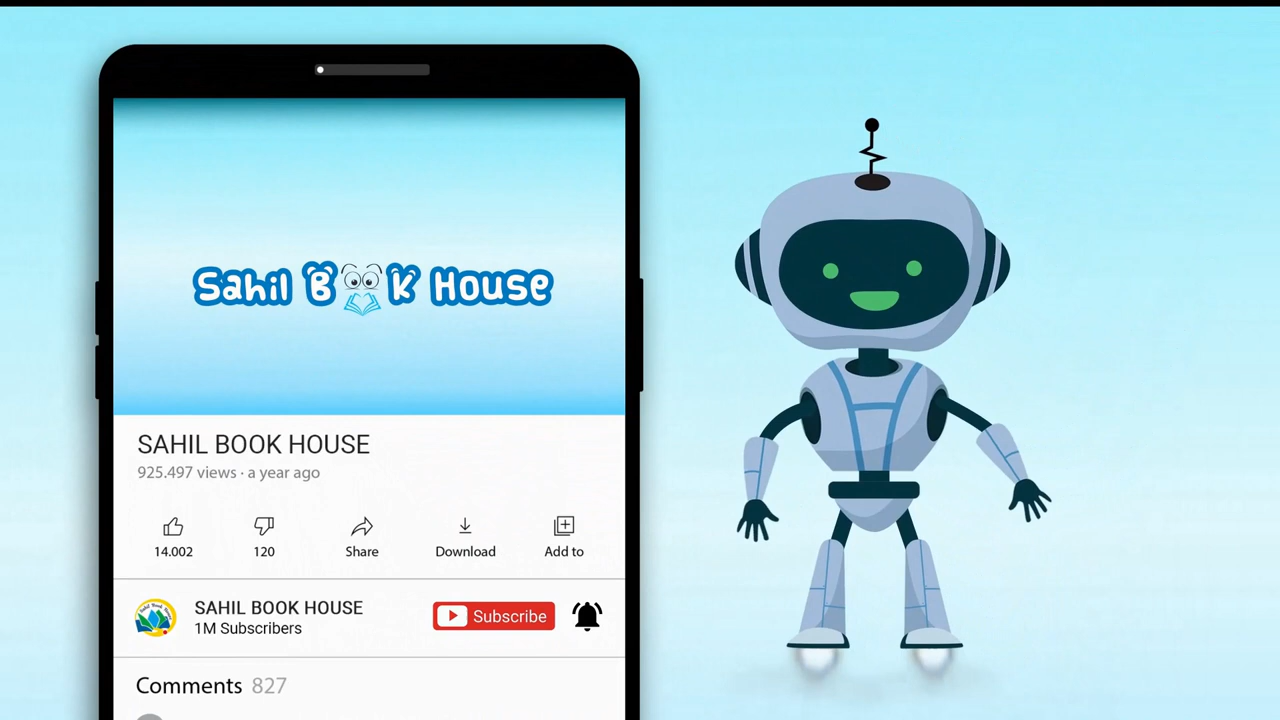 Sahil Book House
SAHIL BOOK HOUSE
925.497 views · a year ago
14.002
120
Share
Download
Add to
SAHIL BOOK HOUSE
1M Subscribers
Subscribe
Comments 827